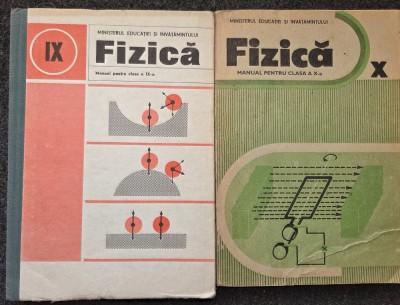 IX
MINISTERUL EDUCAȚIEI ȘI ÎNVĂȚĂMÎNTULUI
Fizică
Manual pentru clasa a IX-a
MINISTERUL EDUCAȚIEI ȘI ÎNVĂȚĂMÎNTULUI
Fizică
MANUAL PENTRU CLASA A X-a
X